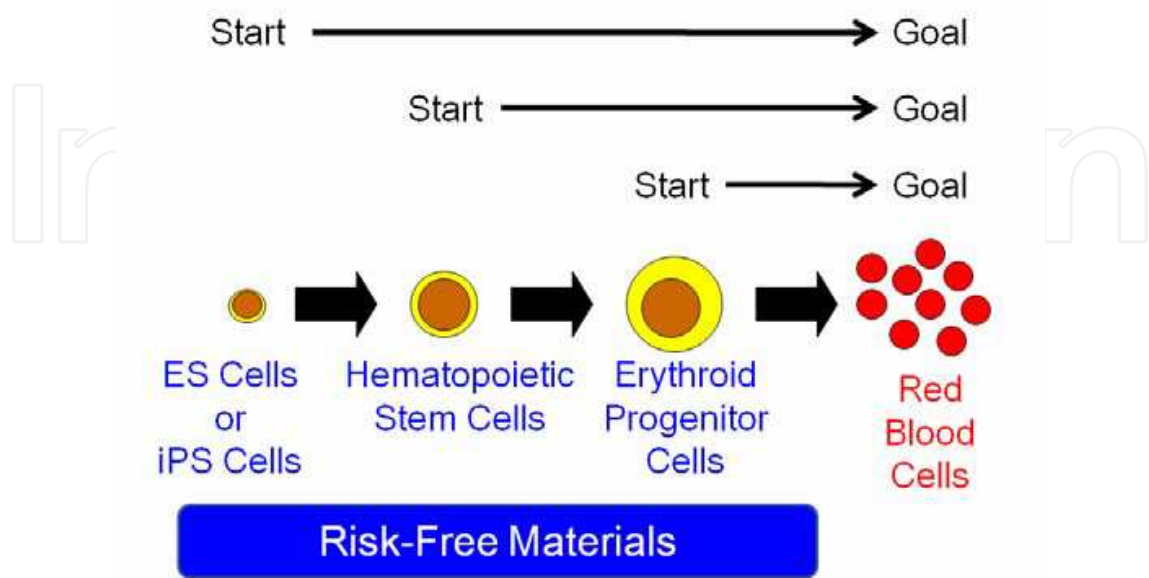 Start Goal
Start Goal
Start Goal
ES Cells
or
iPS Cells
Hematopoietic
Stem Cells
Erythroid
Progenitor
Cells
Red
Blood
Cells
Risk-Free Materials